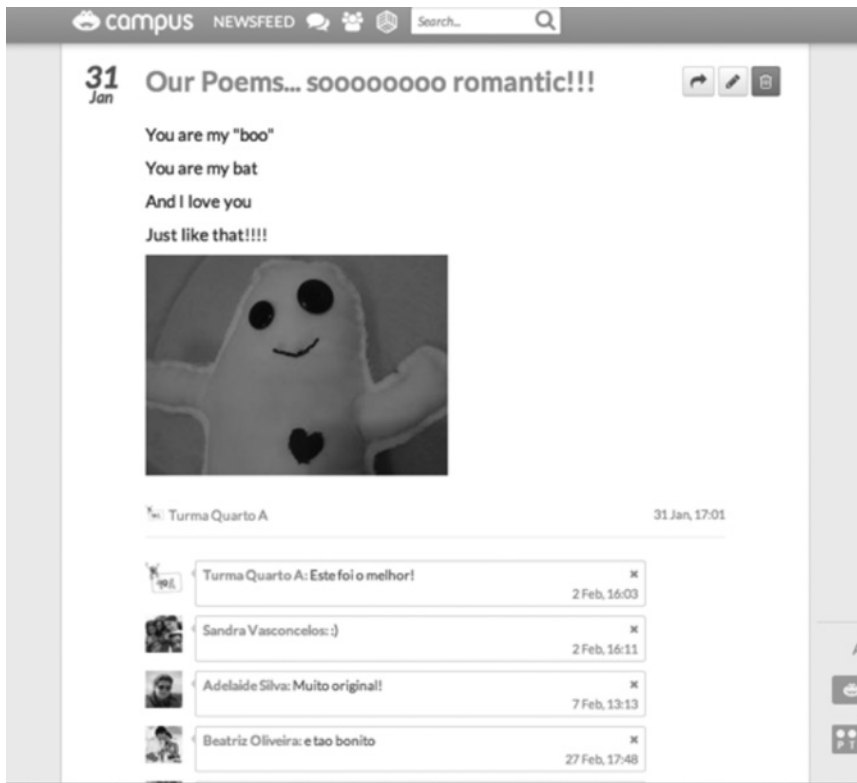 campus NEWSFEED Search...
31
Jan
Our Poems... soooooooo romantic!!!
You are my "boo"
You are my bat
And I love you
Just like that!!!!
Turma Quarto A 31 Jan, 17:01
Turma Quarto A: Este foi o melhor!
2 Feb, 16:03
Sandra Vasconcelos: :)
2 Feb, 16:11
Adelaide Silva: Muito original!
7 Feb, 13:13
Beatriz Oliveira: e tao bonito
27 Feb, 17:48
A
P T